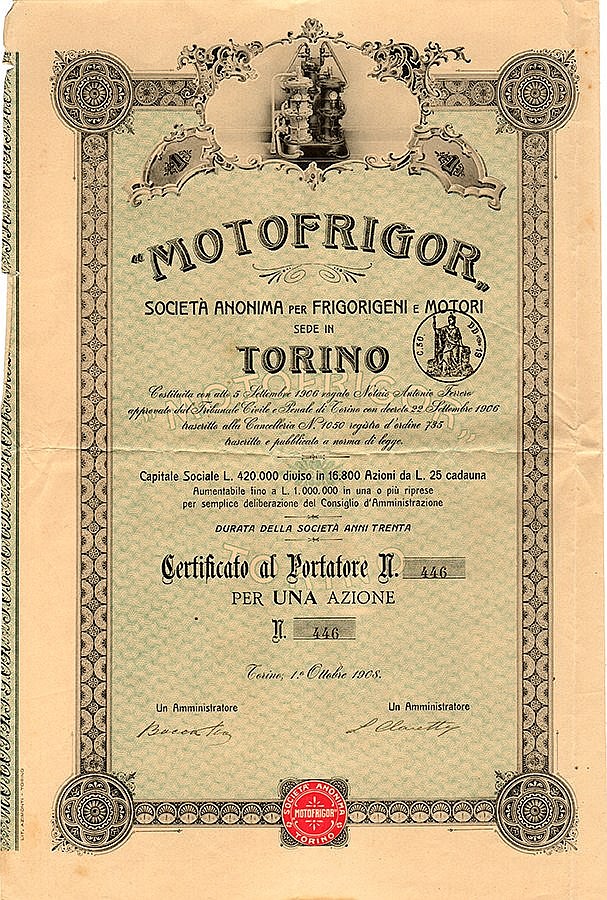 "MOTOFRIGOR"
SOCIETÀ ANONIMA PER FRIGORIGENI E MOTORI
SEDE IN
TORINO
C. 50
Costituita con atto 5 Settembre 1906 rogato Notaio Antonio Ferrero
approvato dal Tribunale Civile e Penale di Torino con decreto 22 Settembre 1906
trascritto alla Cancelleria N.º 1050 registro d'ordine 735
trascritto e pubblicato a norma di legge.
Capitale Sociale L. 420.000 diviso in 16.800 Azioni da L. 25 cadauna
Aumentabile fino a L. 1.000.000 in una o più riprese
per semplice deliberazione del Consiglio d'Amministrazione
DURATA DELLA SOCIETÀ ANNI TRENTA
Certificato al Portatore N. 446
PER UNA AZIONE
N. 446
Torino, 1.º Ottobre 1908.
Un Amministratore
Un Amministratore
SOCIETÀ ANONIMA
"MOTOFRIGOR"
TORINO